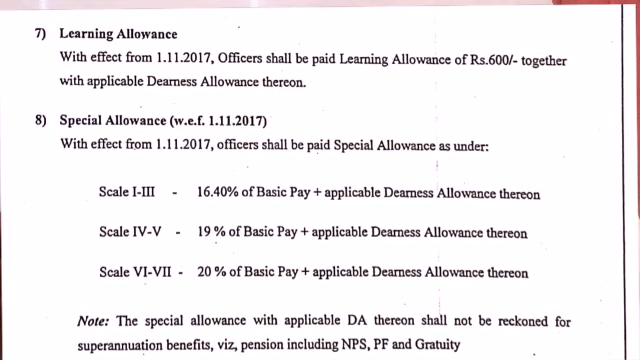 7) Learning Allowance
With effect from 1.11.2017, Officers shall be paid Learning Allowance of Rs.600/- together
with applicable Dearness Allowance thereon.
8) Special Allowance (w.e.f. 1.11.2017)
With effect from 1.11.2017, officers shall be paid Special Allowance as under:
Scale I-III - 16.40% of Basic Pay + applicable Dearness Allowance thereon
Scale IV-V - 19 % of Basic Pay + applicable Dearness Allowance thereon
Scale VI-VII - 20 % of Basic Pay + applicable Dearness Allowance thereon
Note: The special allowance with applicable DA thereon shall not be reckoned for
superannuation benefits, viz, pension including NPS, PF and Gratuity